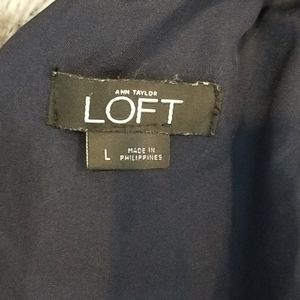 ANN TAYLOR
LOFT
L
MADE IN
PHILIPPINES